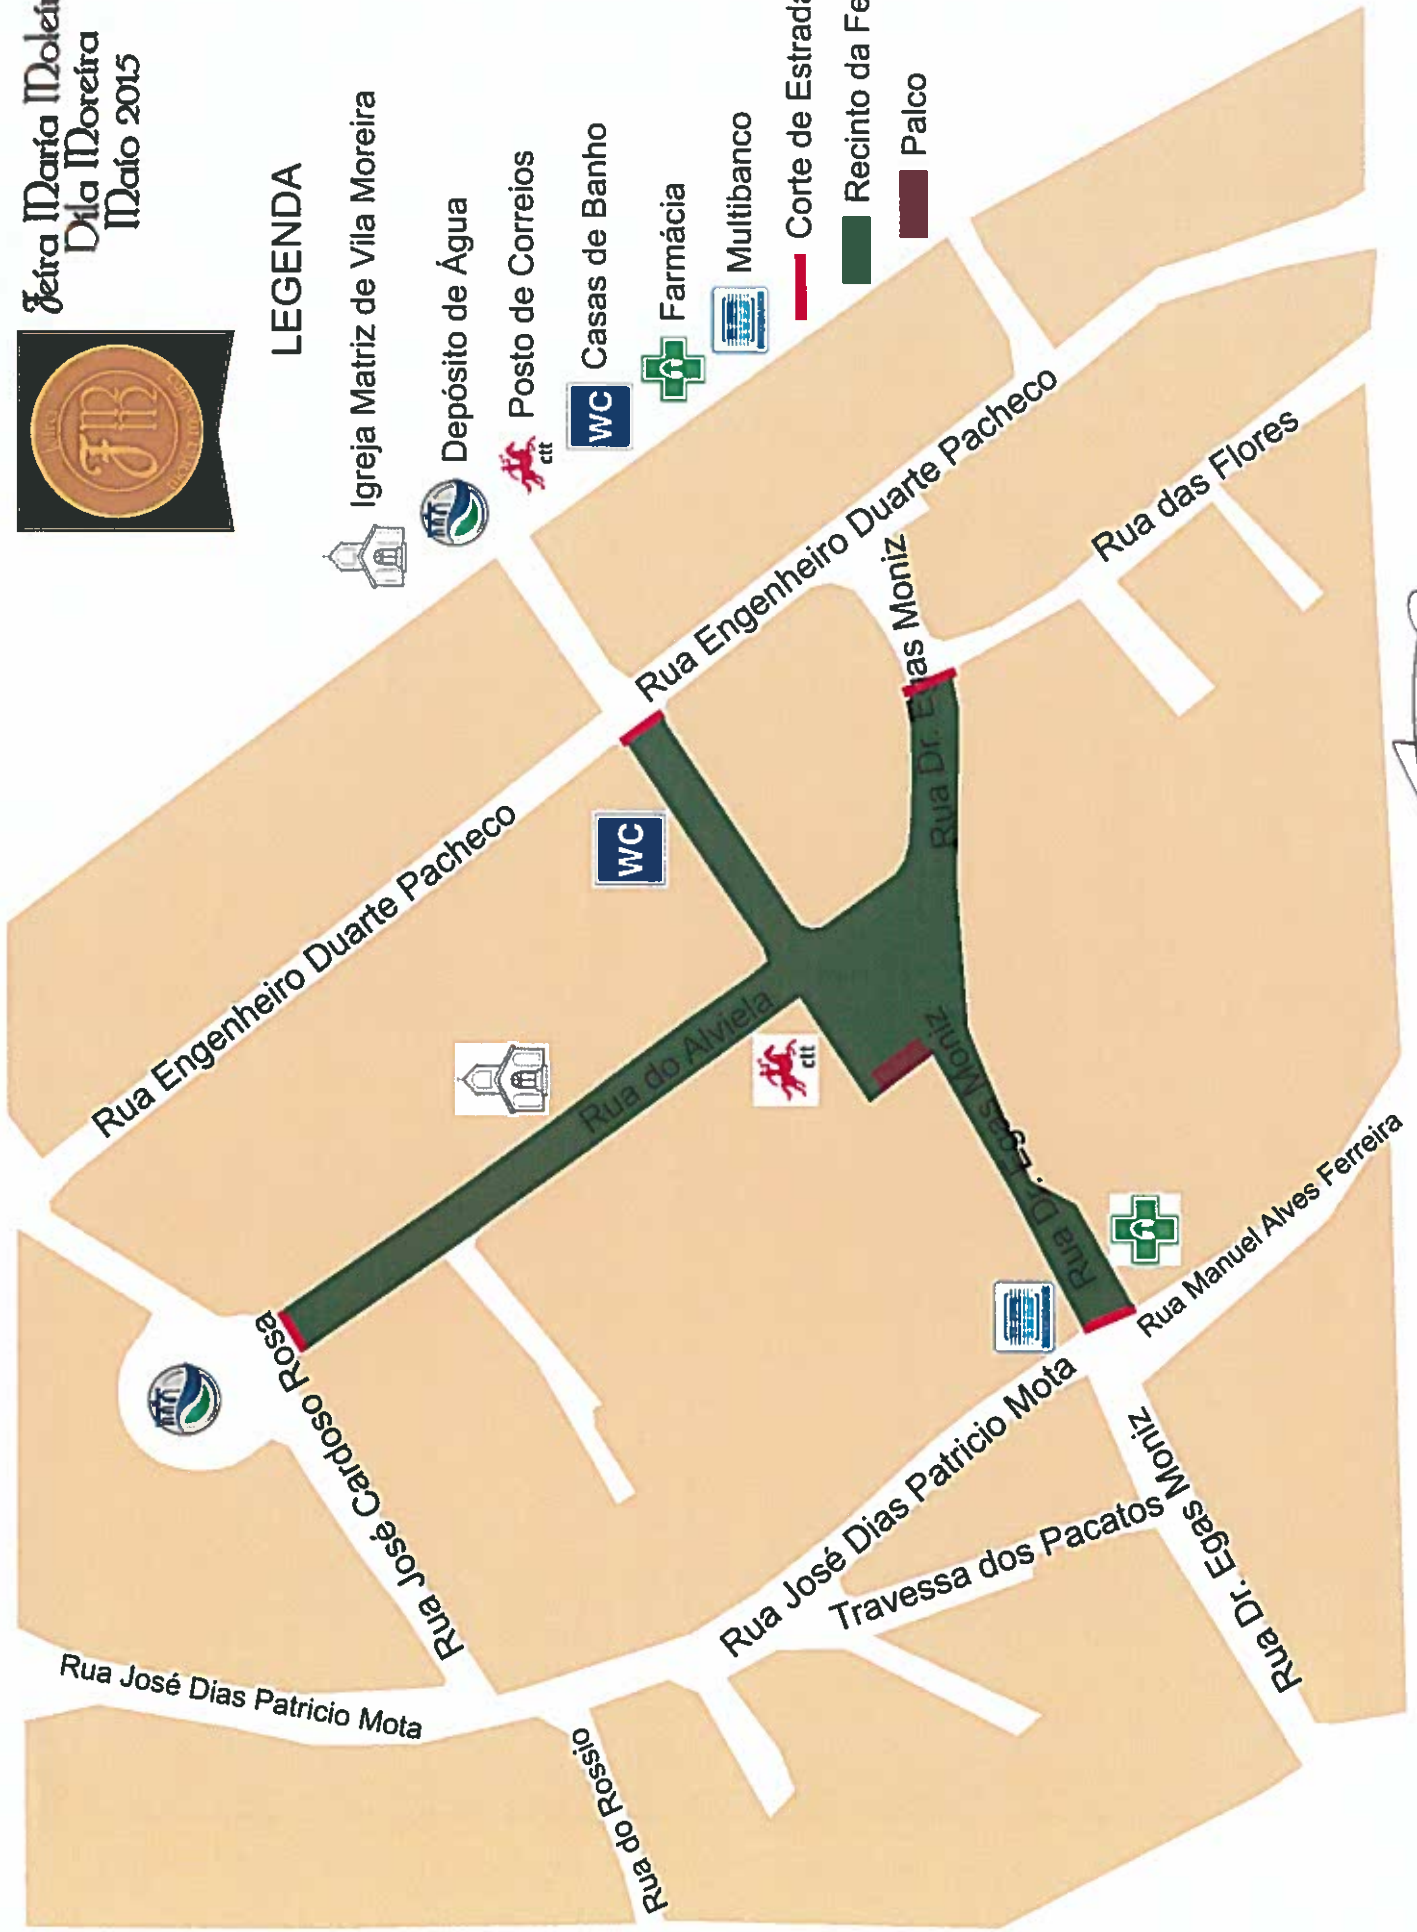 Feira Maria Moleir
Vila Moreira
Maio 2015
LEGENDA
Igreja Matriz de Vila Moreira
Depósito de Água
ctt Posto de Correios
WC Casas de Banho
Farmácia
Multibanco
Corte de Estrada
Recinto da Fe
Palco
Rua Engenheiro Duarte Pacheco
Rua Engenheiro Duarte Pacheco
Rua das Flores
Rua Dr. Egas Moniz
WC
Rua do Alviela
ctt
Rua Dr. Egas Moniz
Rua Manuel Alves Ferreira
Rua José Cardoso Rosa
Rua José Dias Patricio Mota
Rua José Dias Patricio Mota
Travessa dos Pacatos
Rua Dr. Egas Moniz
Rua do Rossio